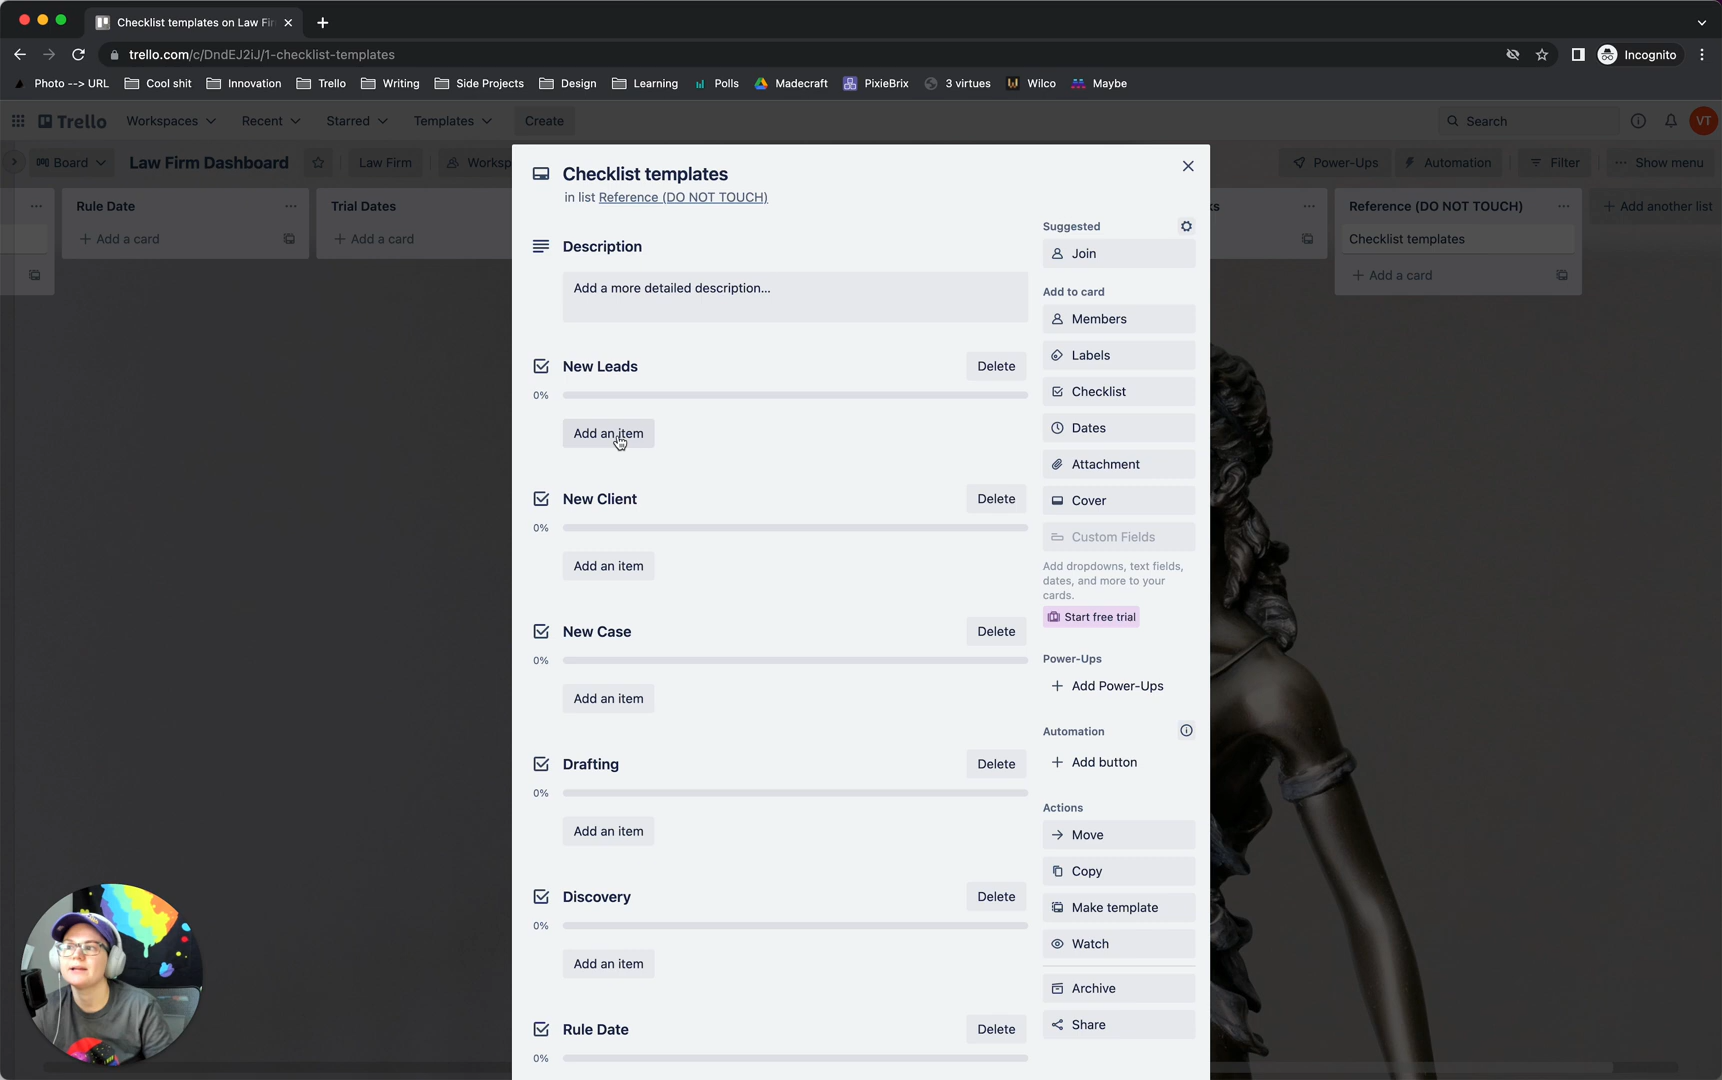 Checklist templates on Law Fir
trello.com/c/DndEJ2iJ/1-checklist-templates
Incognito
Photo --> URL
Cool shit
Innovation
Trello
Writing
Side Projects
Design
Learning
Polls
Madecraft
PixieBrix
3 virtues
Wilco
Maybe
Trello
Workspaces
Recent
Starred
Templates
Create
Search
VT
Board
Law Firm Dashboard
Law Firm
Worksp
Power-Ups
Automation
Filter
Show menu
Rule Date
Add a card
Trial Dates
Add a card
ks
Reference (DO NOT TOUCH)
Checklist templates
Add a card
Add another list
Checklist templates
in list Reference (DO NOT TOUCH)
Description
Add a more detailed description...
New Leads
Delete
0%
Add an item
New Client
Delete
0%
Add an item
New Case
Delete
0%
Add an item
Drafting
Delete
0%
Add an item
Discovery
Delete
0%
Add an item
Rule Date
Delete
0%
Suggested
Join
Add to card
Members
Labels
Checklist
Dates
Attachment
Cover
Custom Fields
Add dropdowns, text fields,
dates, and more to your
cards.
Start free trial
Power-Ups
Add Power-Ups
Automation
Add button
Actions
Move
Copy
Make template
Watch
Archive
Share